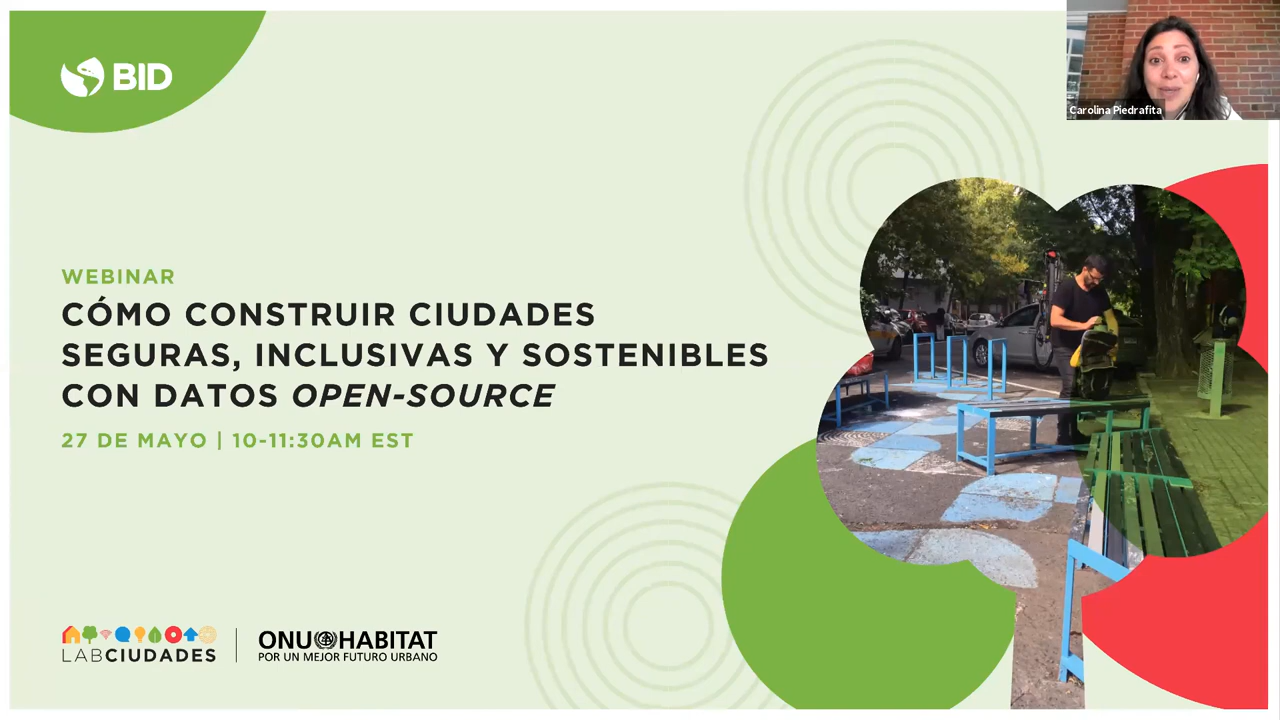 BID
Carolina Piedrafita
WEBINAR
CÓMO CONSTRUIR CIUDADES
SEGURAS, INCLUSIVAS Y SOSTENIBLES
CON DATOS OPEN-SOURCE
27 DE MAYO | 10-11:30AM EST
LABCIUDADES
ONU HABITAT
POR UN MEJOR FUTURO URBANO